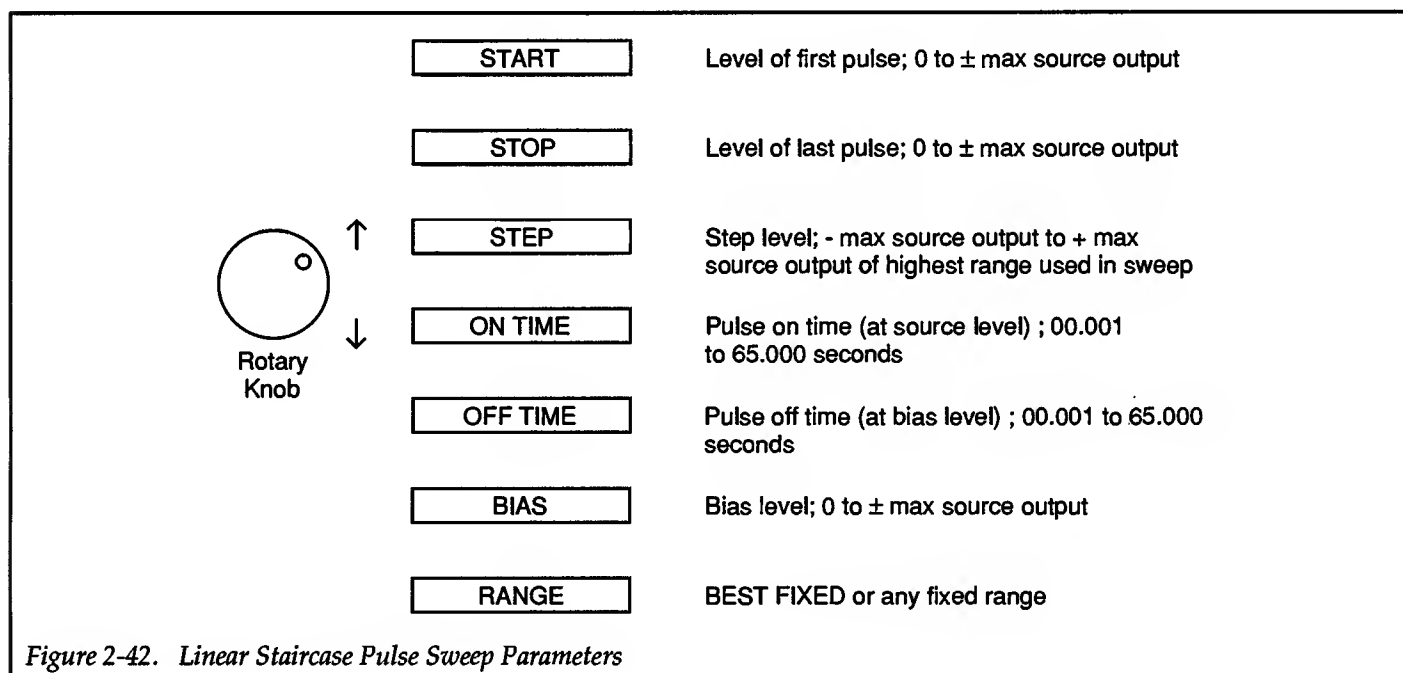 START
Level of first pulse; 0 to ± max source output
STOP
Level of last pulse; 0 to ± max source output
↑
STEP
Step level; - max source output to + max
source output of highest range used in sweep
↓
ON TIME
Pulse on time (at source level) ; 00.001
to 65.000 seconds
Rotary
Knob
OFF TIME
Pulse off time (at bias level) ; 00.001 to 65.000
seconds
BIAS
Bias level; 0 to ± max source output
RANGE
BEST FIXED or any fixed range
Figure 2-42. Linear Staircase Pulse Sweep Parameters